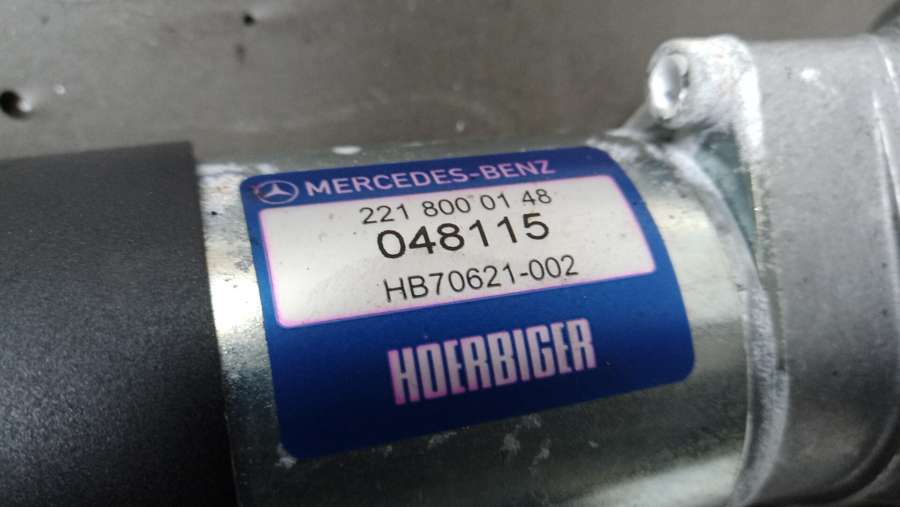 MERCEDES-BENZ
221 800 01 48
048115
HB70621-002
HOERBIGER